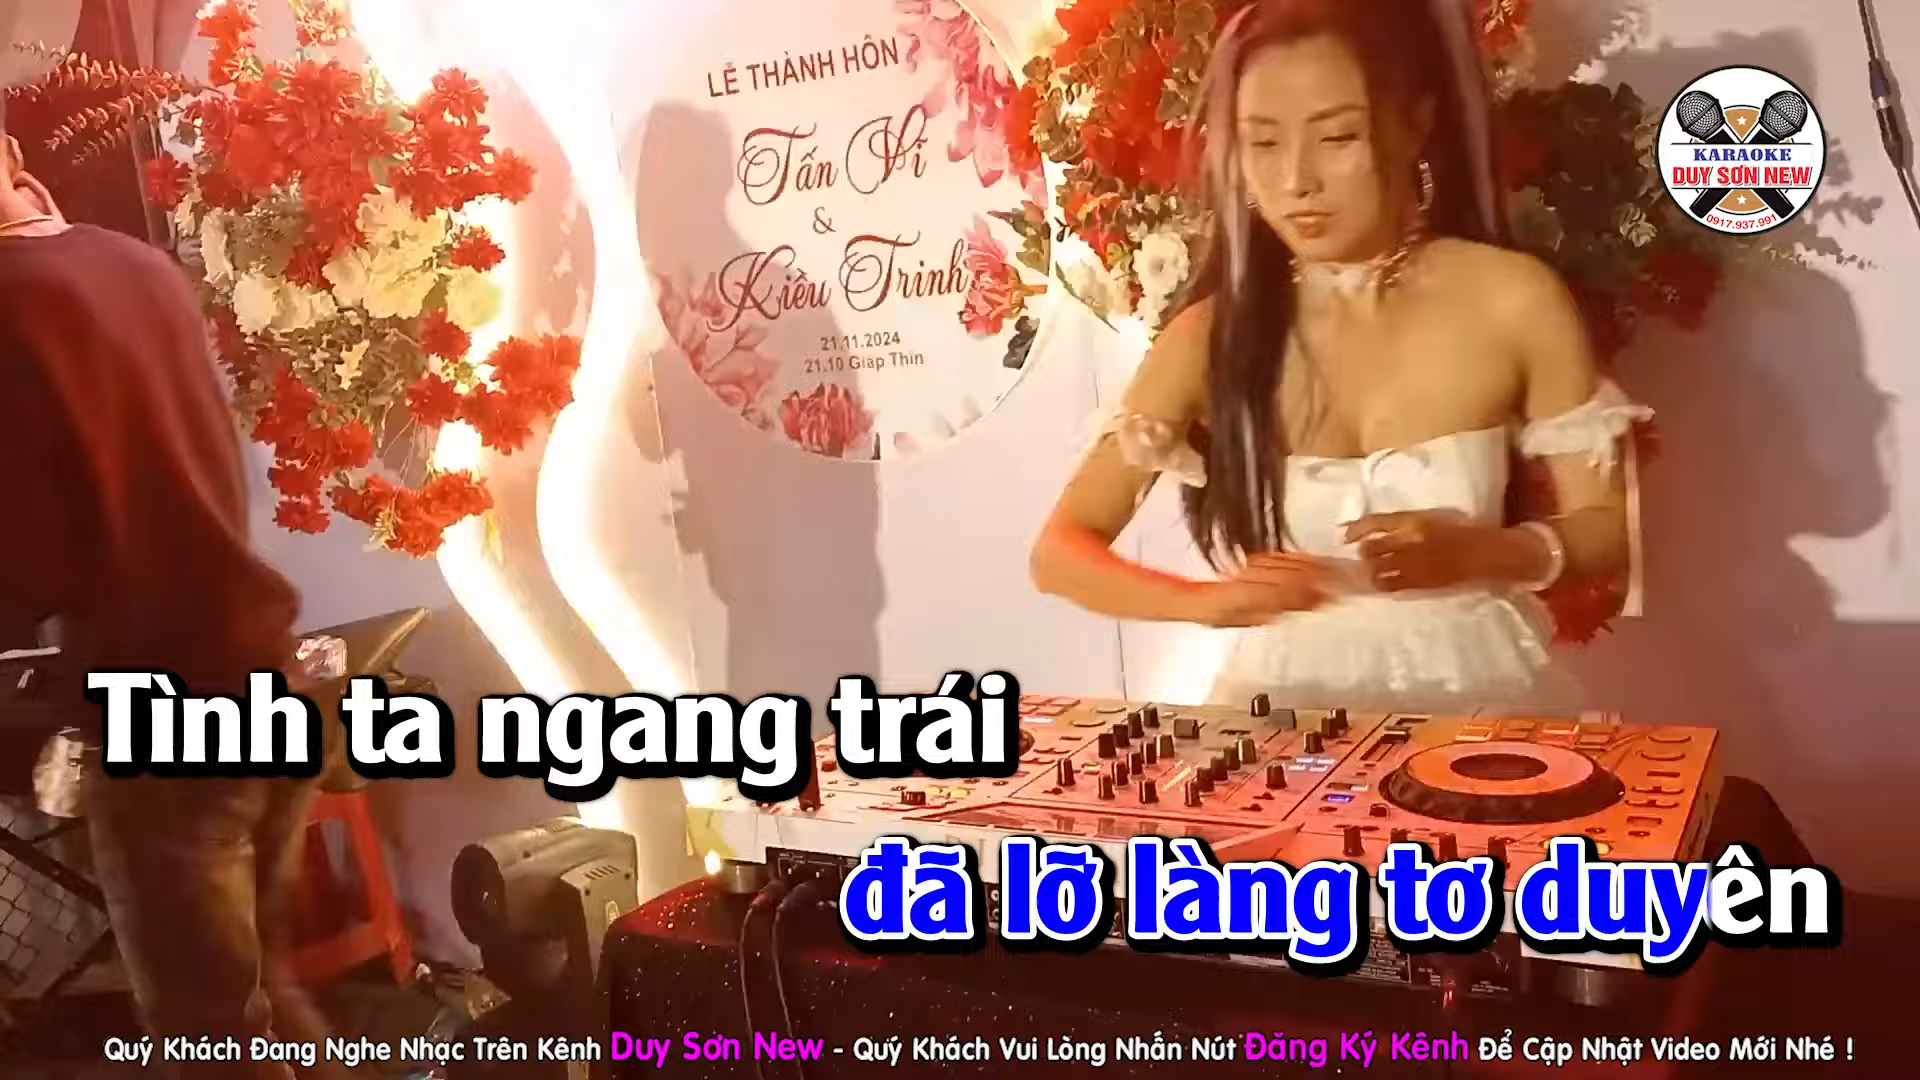 LỄ THÀNH HÔN
Tấn Vi
&
Kiều Trinh
21.11.2024
21.10 Giáp Thìn
KARAOKE
DUY SƠN NEW
0917.937.991
Tình ta ngang trái
đã lỡ làng tơ duyên
Quý Khách Đang Nghe Nhạc Trên Kênh Duy Sơn New - Quý Khách Vui Lòng Nhấn Nút Đăng Ký Kênh Để Cập Nhật Video Mới Nhé !